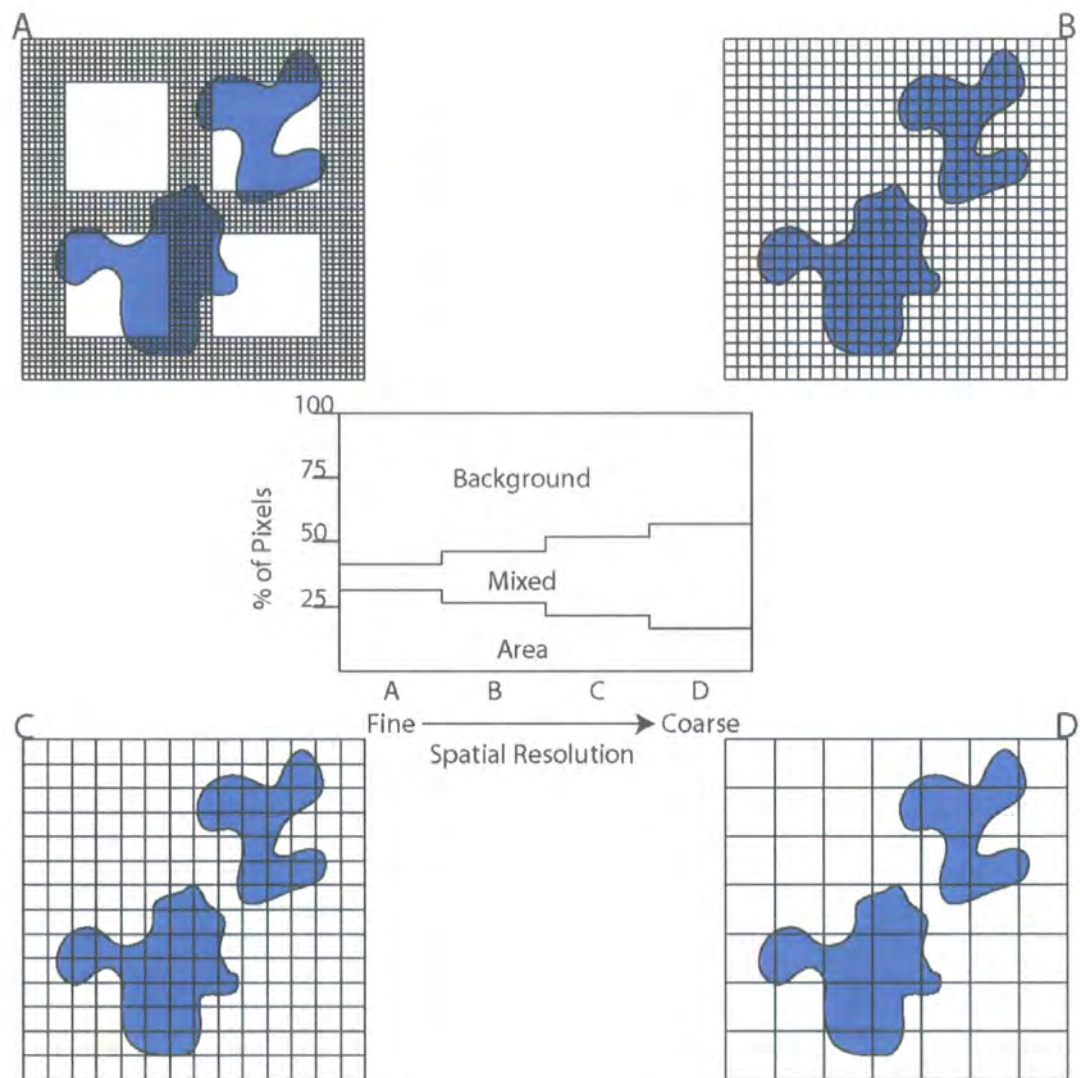 A
B
100
75
50
25
% of Pixels
Background
Mixed
Area
A B C D
Fine Coarse
Spatial Resolution
C
D